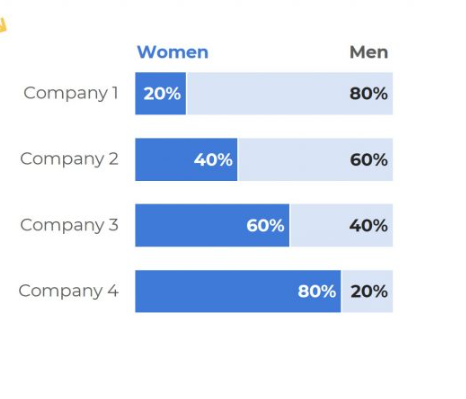 Women Men
Company 1 20% 80%
Company 2 40% 60%
Company 3 60% 40%
Company 4 80% 20%